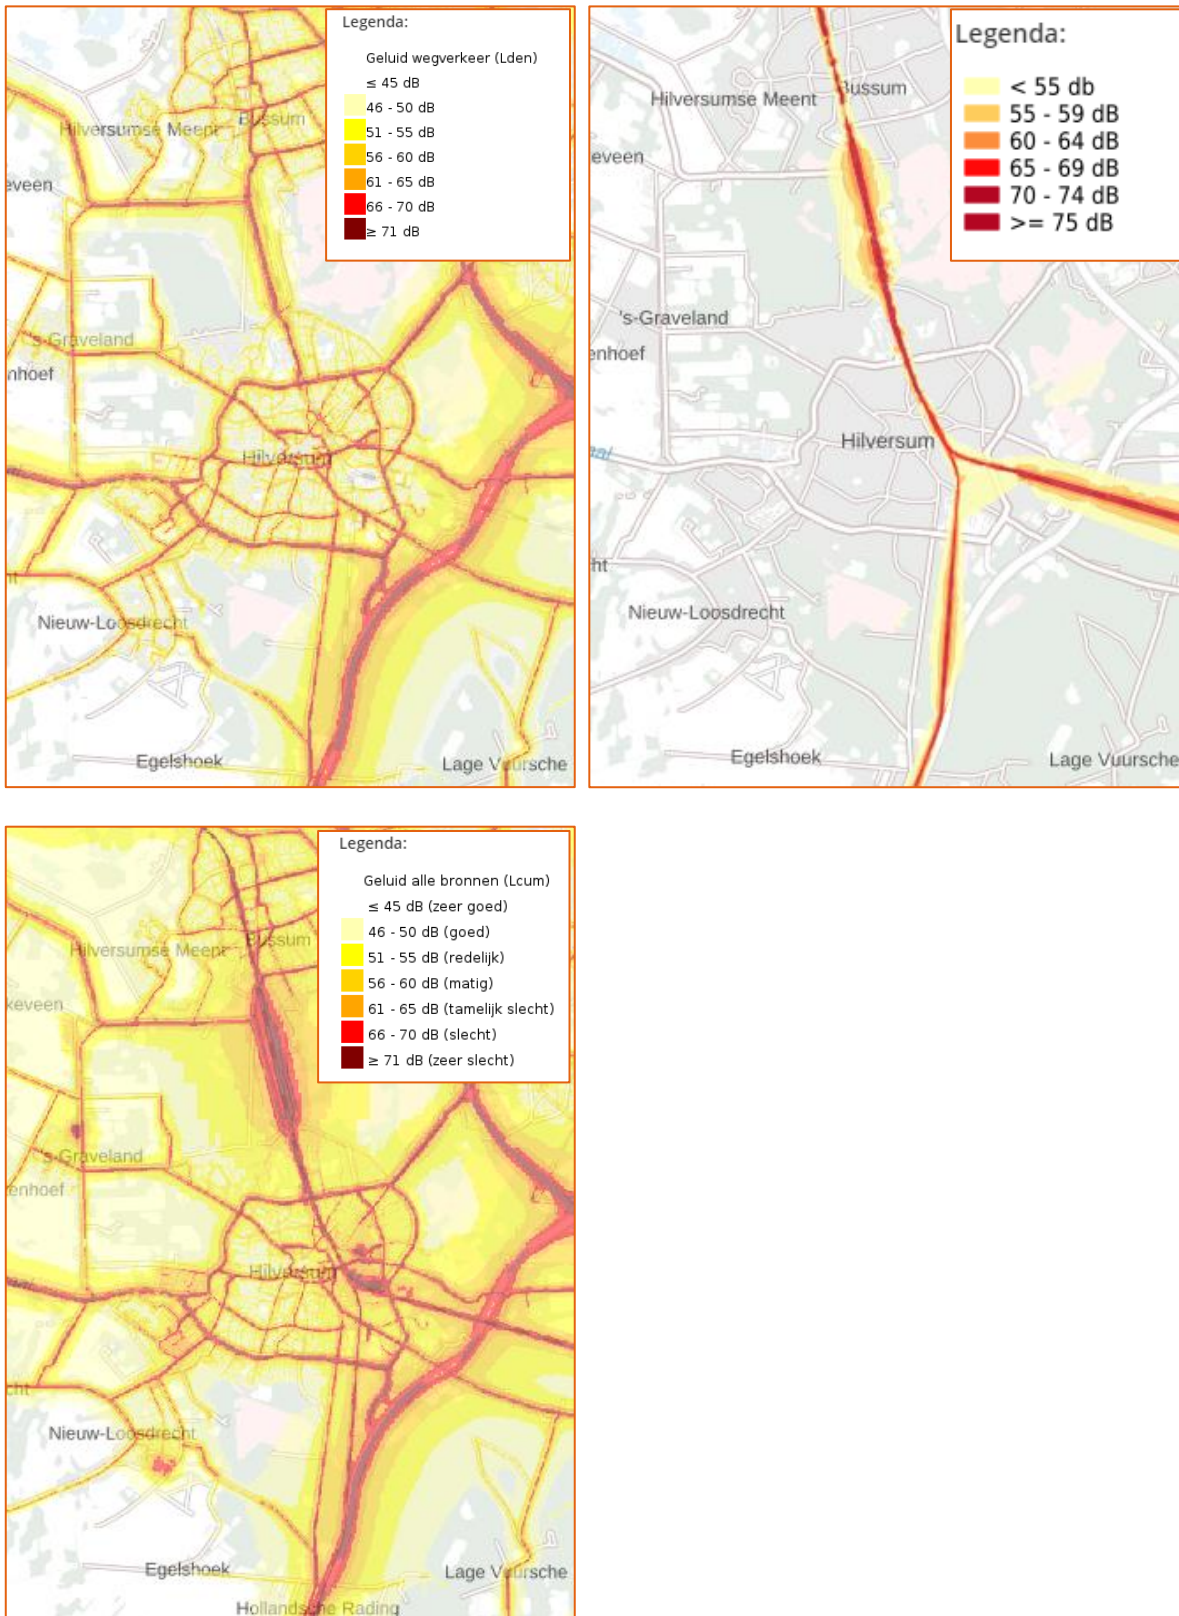 Legenda:
Geluid wegverkeer (Lden)
≤ 45 dB
46 - 50 dB
51 - 55 dB
56 - 60 dB
61 - 65 dB
66 - 70 dB
≥ 71 dB
Hilversumse Meent
Bussum
eveen
's-Graveland
nhoef
Hilversum
Nieuw-Loosdrecht
Egelshoek
Lage Vuursche
Legenda:
< 55 db
55 - 59 dB
60 - 64 dB
65 - 69 dB
70 - 74 dB
>= 75 dB
Bussum
Hilversumse Meent
eveen
's-Graveland
enhoef
Hilversum
ht
Nieuw-Loosdrecht
Egelshoek
Lage Vuursche
Legenda:
Geluid alle bronnen (Lcum)
≤ 45 dB (zeer goed)
46 - 50 dB (goed)
51 - 55 dB (redelijk)
56 - 60 dB (matig)
61 - 65 dB (tamelijk slecht)
66 - 70 dB (slecht)
≥ 71 dB (zeer slecht)
Hilversumse Meent
Bussum
keveen
's-Graveland
enhoef
Hilversum
cht
Nieuw-Loosdrecht
Egelshoek
Lage Vuursche
Hollandsche Rading